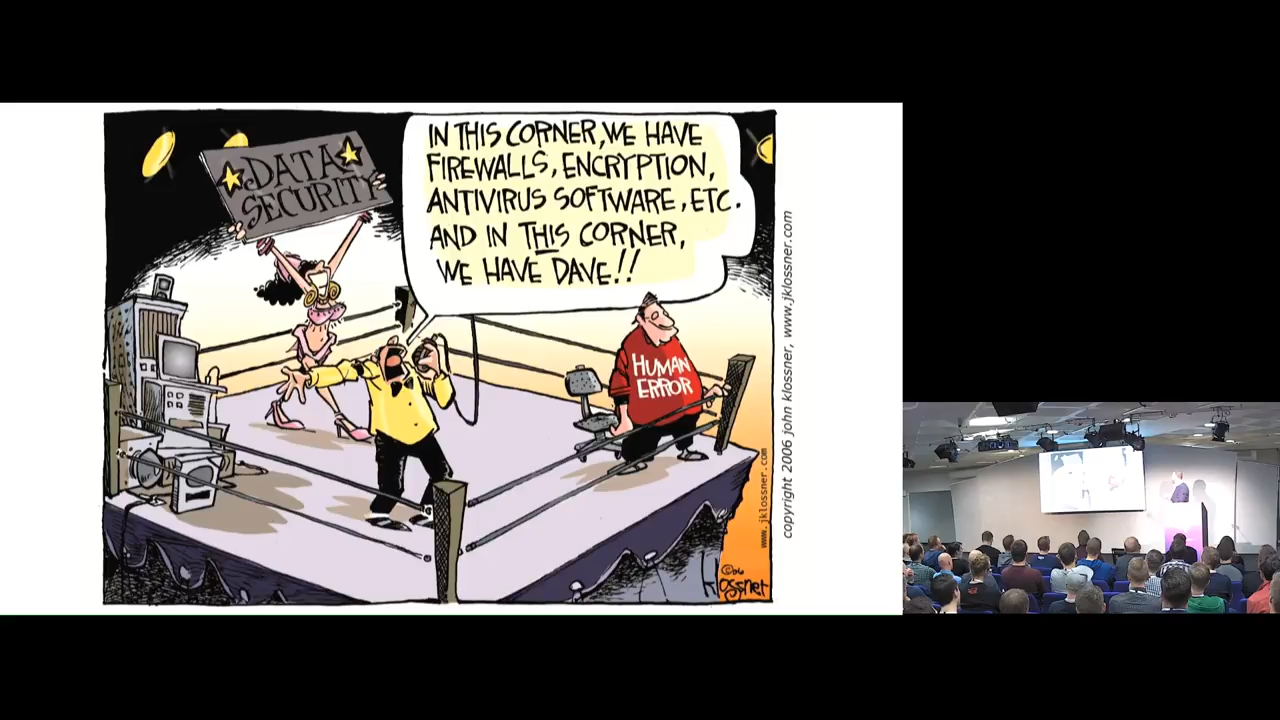 DATA
SECURITY
IN THIS CORNER, WE HAVE
FIREWALLS, ENCRYPTION,
ANTIVIRUS SOFTWARE, ETC.
AND IN THIS CORNER,
WE HAVE DAVE!!
HUMAN
ERROR
www.jklossner.com
©06
klossner
copyright 2006 john klossner, www.jklossner.com